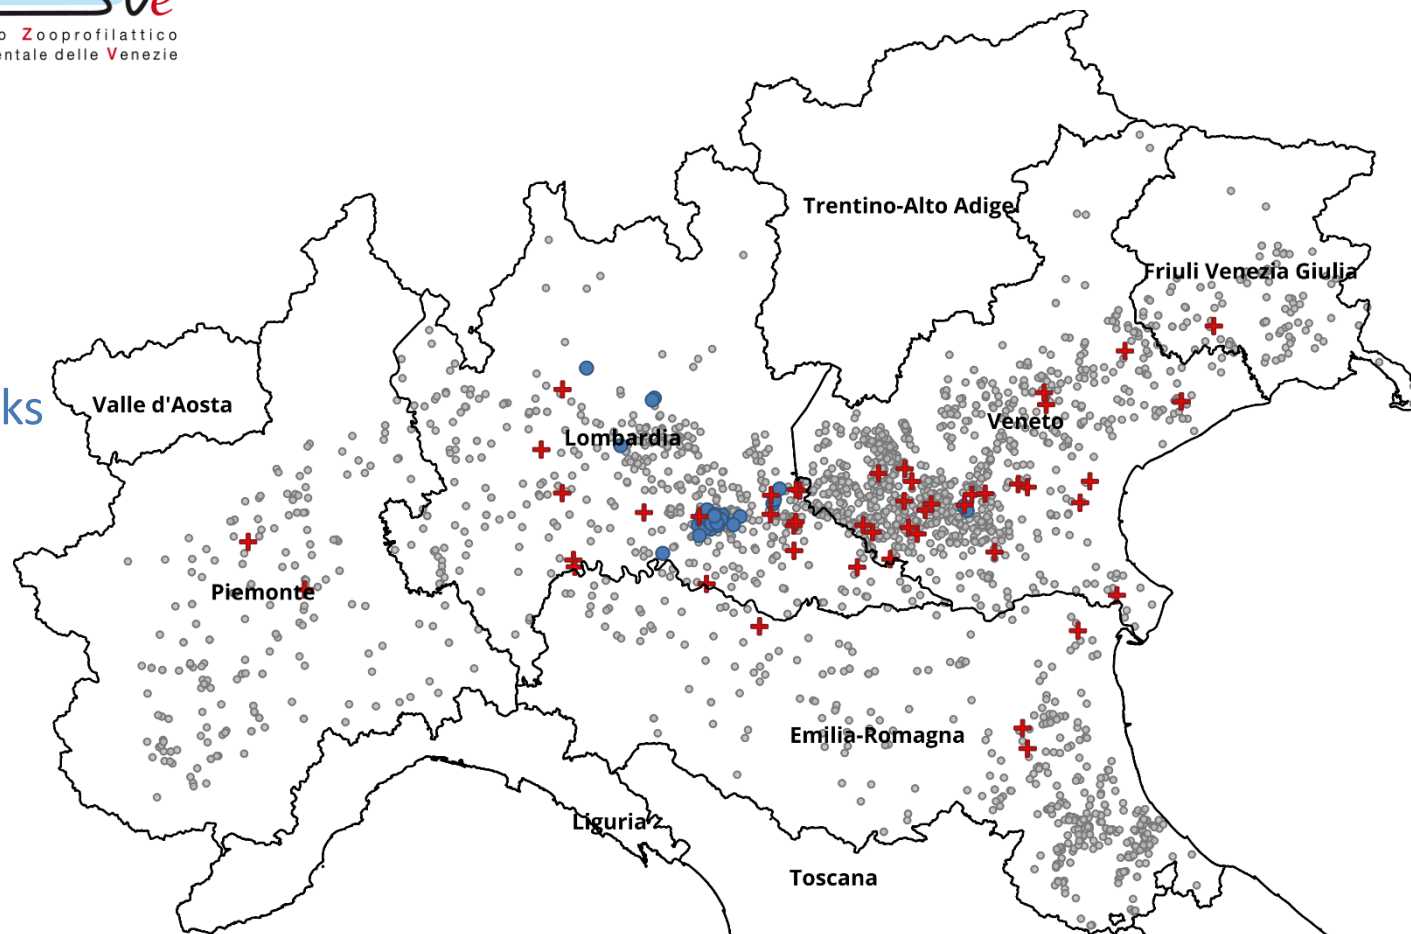 ve
o Zooprofilattico
entale delle Venezie
Trentino-Alto Adige
Friuli Venezia Giulia
ks
Valle d'Aosta
Veneto
Lombardia
Piemonte
Emilia-Romagna
Liguria
Toscana